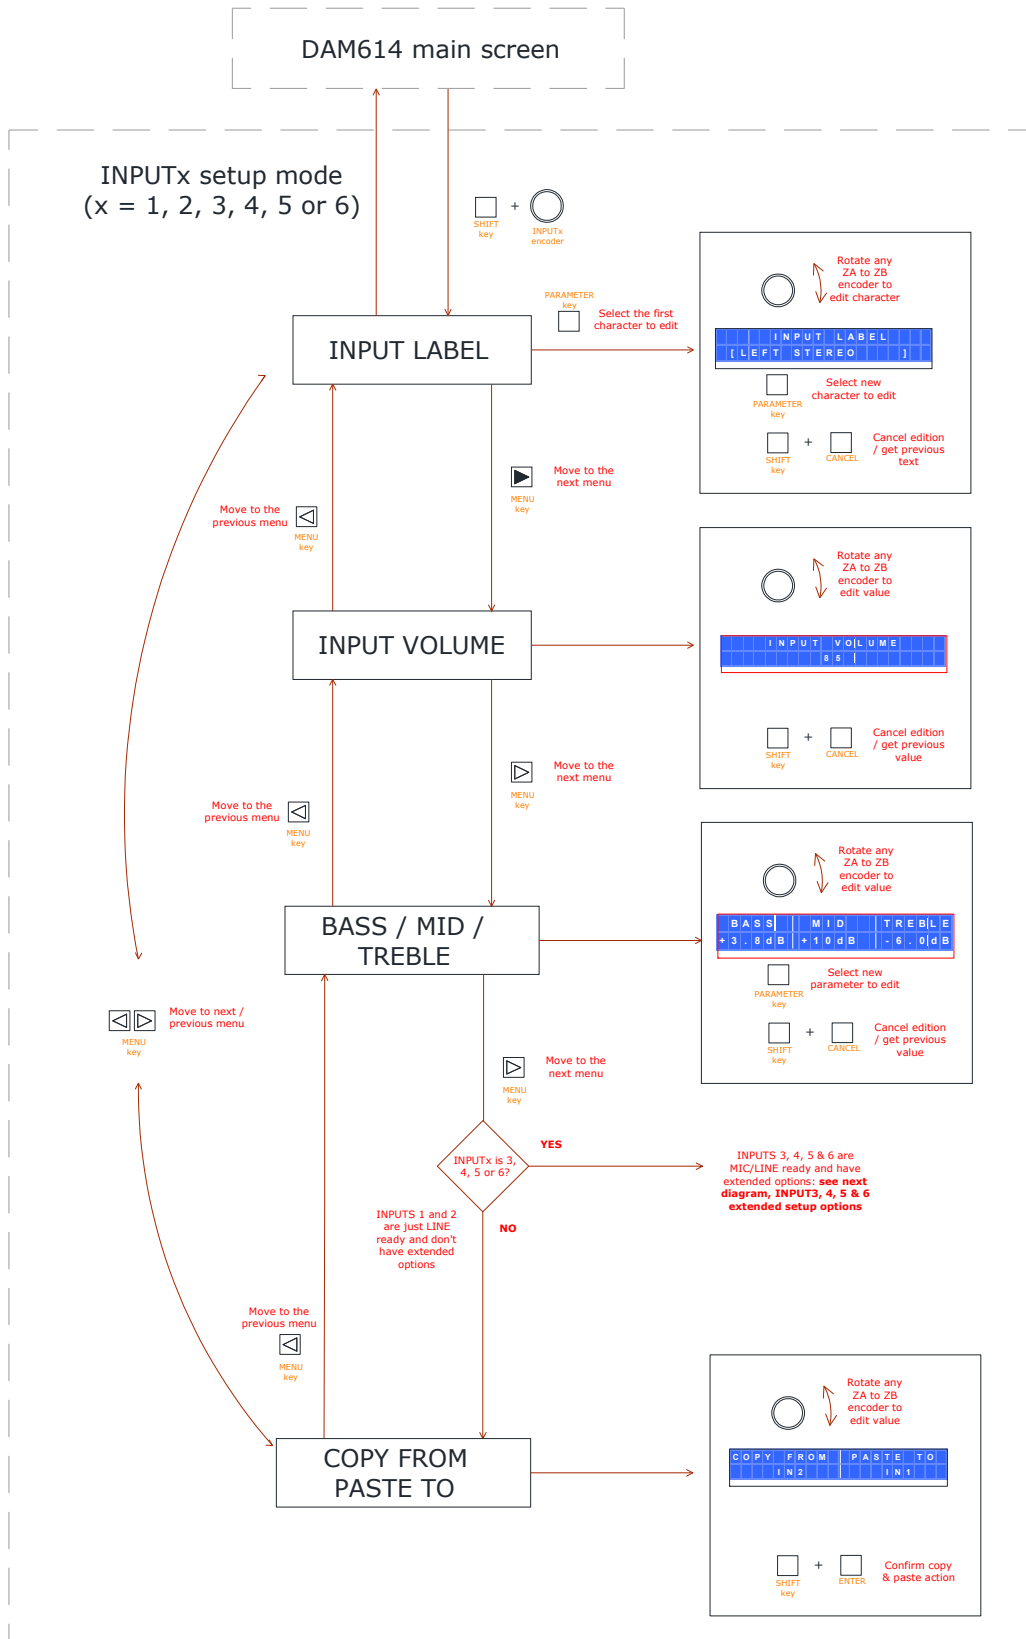 DAM614 main screen
INPUTx setup mode
(x = 1, 2, 3, 4, 5 or 6)
+
SHIFT
key
INPUTx
encoder
INPUT LABEL
PARAMETER
key
Select the first
character to edit
Rotate any
ZA to ZB
encoder to
edit character
INPUT LABEL
[LEFT STEREO ]
PARAMETER
key
Select new
character to edit
+
SHIFT
key
CANCEL
Cancel edition
/ get previous
text
MENU
key
Move to the
next menu
Move to the
previous menu
MENU
key
INPUT VOLUME
Rotate any
ZA to ZB
encoder to
edit value
INPUT VOLUME
85
+
SHIFT
key
CANCEL
Cancel edition
/ get previous
value
MENU
key
Move to the
next menu
Move to the
previous menu
MENU
key
BASS / MID /
TREBLE
Rotate any
ZA to ZB
encoder to
edit value
BASS MID TREBLE
+3.8dB +10dB -6.0dB
PARAMETER
key
Select new
parameter to edit
+
SHIFT
key
CANCEL
Cancel edition
/ get previous
value
Move to next /
previous menu
MENU
key
MENU
key
Move to the
next menu
INPUTx is 3,
4, 5 or 6?
YES
INPUTS 3, 4, 5 & 6 are
MIC/LINE ready and have
extended options: see next
diagram, INPUT3, 4, 5 & 6
extended setup options
NO
INPUTS 1 and 2
are just LINE
ready and don't
have extended
options
Move to the
previous menu
MENU
key
COPY FROM
PASTE TO
Rotate any
ZA to ZB
encoder to
edit value
COPY FROM PASTE TO
IN2 IN1
+
SHIFT
key
ENTER
Confirm copy
& paste action